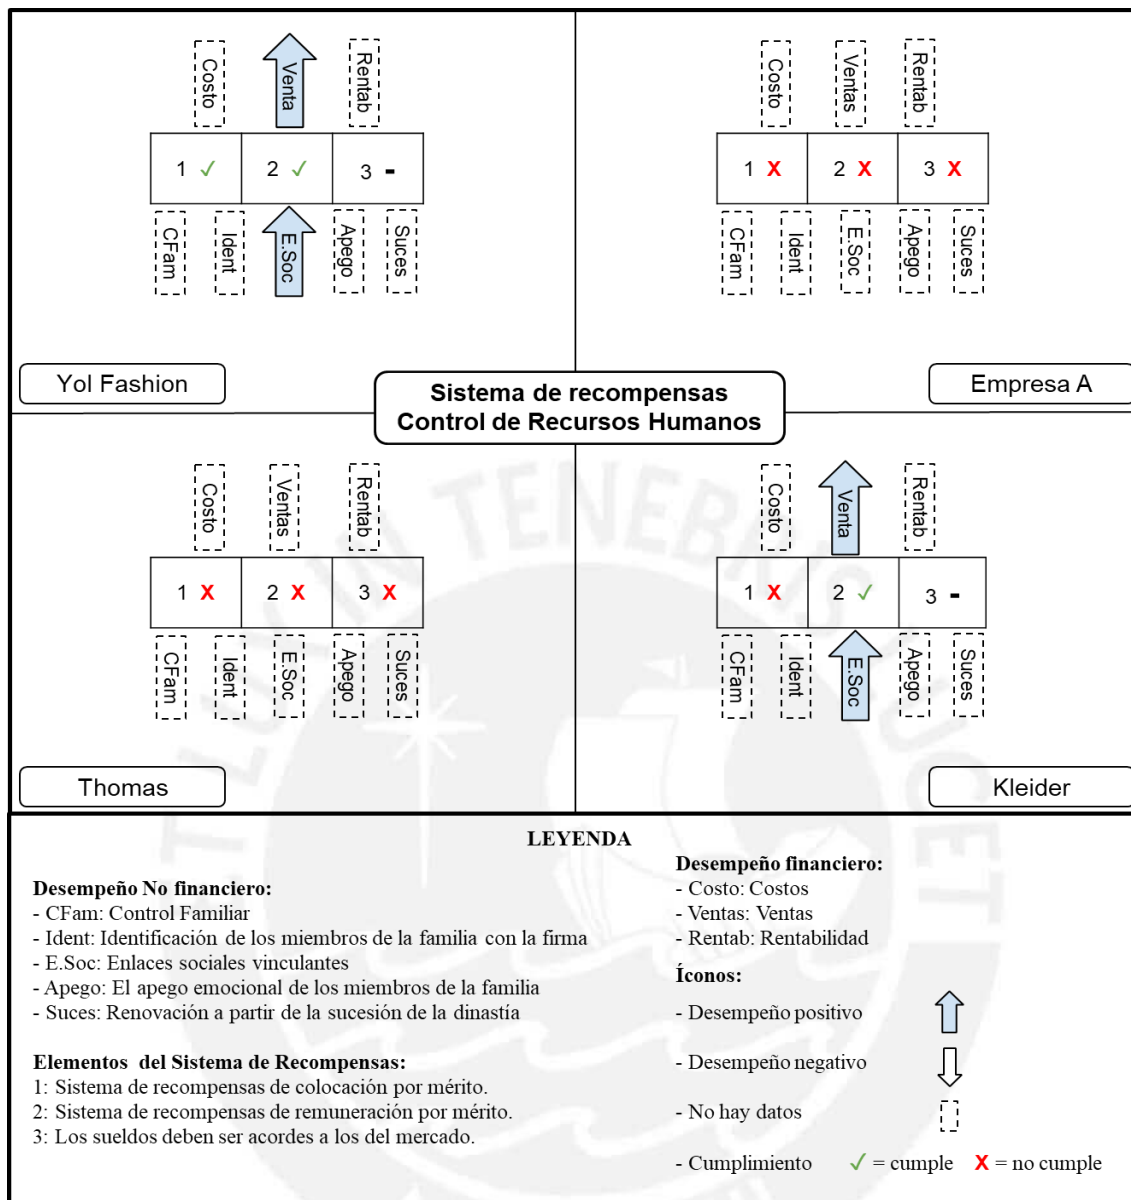 Costo
Venta
Rentab
1 ✓ 2 ✓ 3 -
CFam
Ident
E.Soc
Apego
Suces
Yol Fashion
Costo
Ventas
Rentab
1 X 2 X 3 X
CFam
Ident
E.Soc
Apego
Suces
Empresa A
Sistema de recompensas
Control de Recursos Humanos
Costo
Ventas
Rentab
1 X 2 X 3 X
CFam
Ident
E.Soc
Apego
Suces
Thomas
Costo
Venta
Rentab
1 X 2 ✓ 3 -
CFam
Ident
E.Soc
Apego
Suces
Kleider
ET LUX IN TENEBRIS LUCET
LEYENDA
Desempeño No financiero:
- CFam: Control Familiar
- Ident: Identificación de los miembros de la familia con la firma
- E.Soc: Enlaces sociales vinculantes
- Apego: El apego emocional de los miembros de la familia
- Suces: Renovación a partir de la sucesión de la dinastía
Elementos del Sistema de Recompensas:
1: Sistema de recompensas de colocación por mérito.
2: Sistema de recompensas de remuneración por mérito.
3: Los sueldos deben ser acordes a los del mercado.
Desempeño financiero:
- Costo: Costos
- Ventas: Ventas
- Rentab: Rentabilidad
Íconos:
- Desempeño positivo
- Desempeño negativo
- No hay datos
- Cumplimiento ✓ = cumple X = no cumple